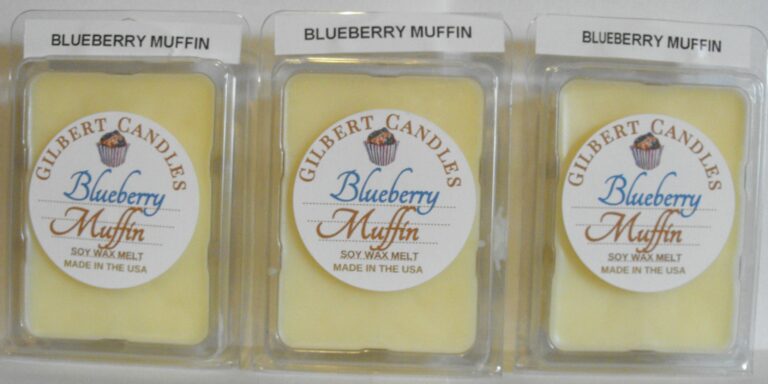 BLUEBERRY MUFFIN
GILBERT CANDLES
Blueberry
Muffin
SOY WAX MELT
MADE IN THE USA
BLUEBERRY MUFFIN
GILBERT CANDLES
Blueberry
Muffin
SOY WAX MELT
MADE IN THE USA
BLUEBERRY MUFFIN
GILBERT CANDLES
Blueberry
Muffin
SOY WAX MELT
MADE IN THE USA